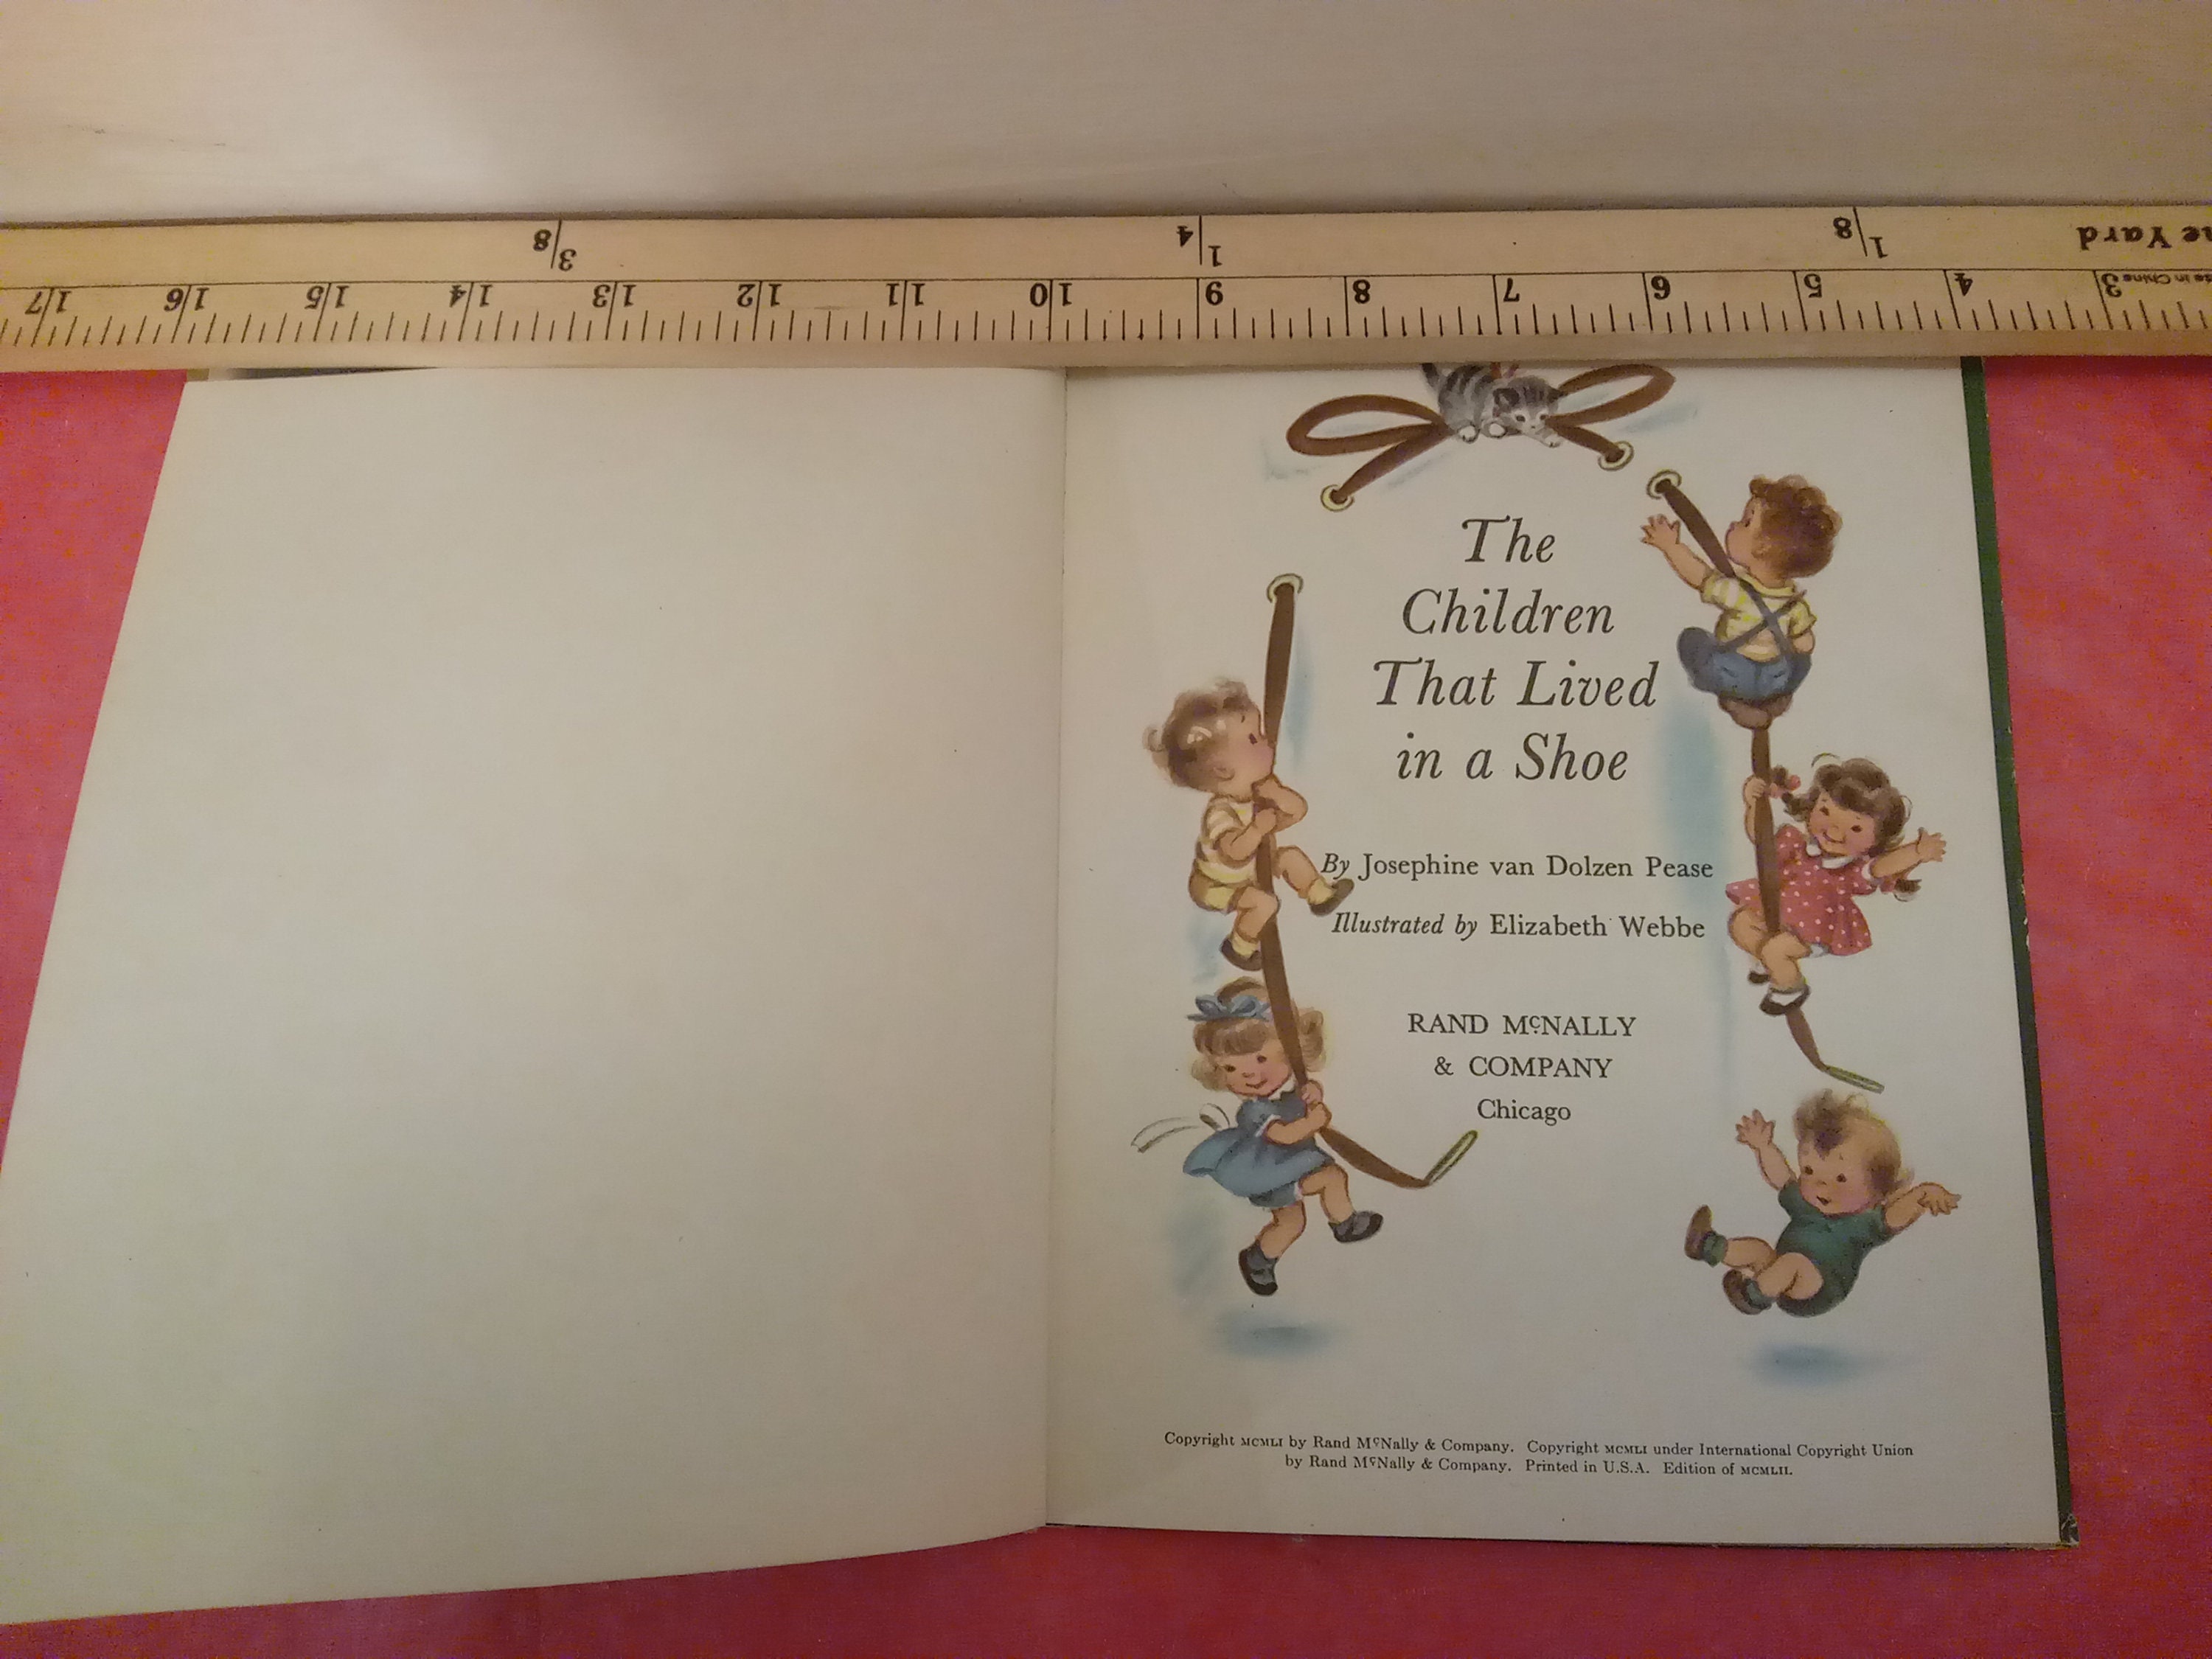 3/8 1/4 1/8 he Yard
17 16 15 14 13 12 11 10 9 8 7 6 5 4 3 in China
The
Children
That Lived
in a Shoe
By Josephine van Dolzen Pease
Illustrated by Elizabeth Webbe
RAND McNALLY
& COMPANY
Chicago
Copyright MCMLI by Rand McNally & Company. Copyright MCMLI under International Copyright Union
by Rand McNally & Company. Printed in U.S.A. Edition of MCMLII.